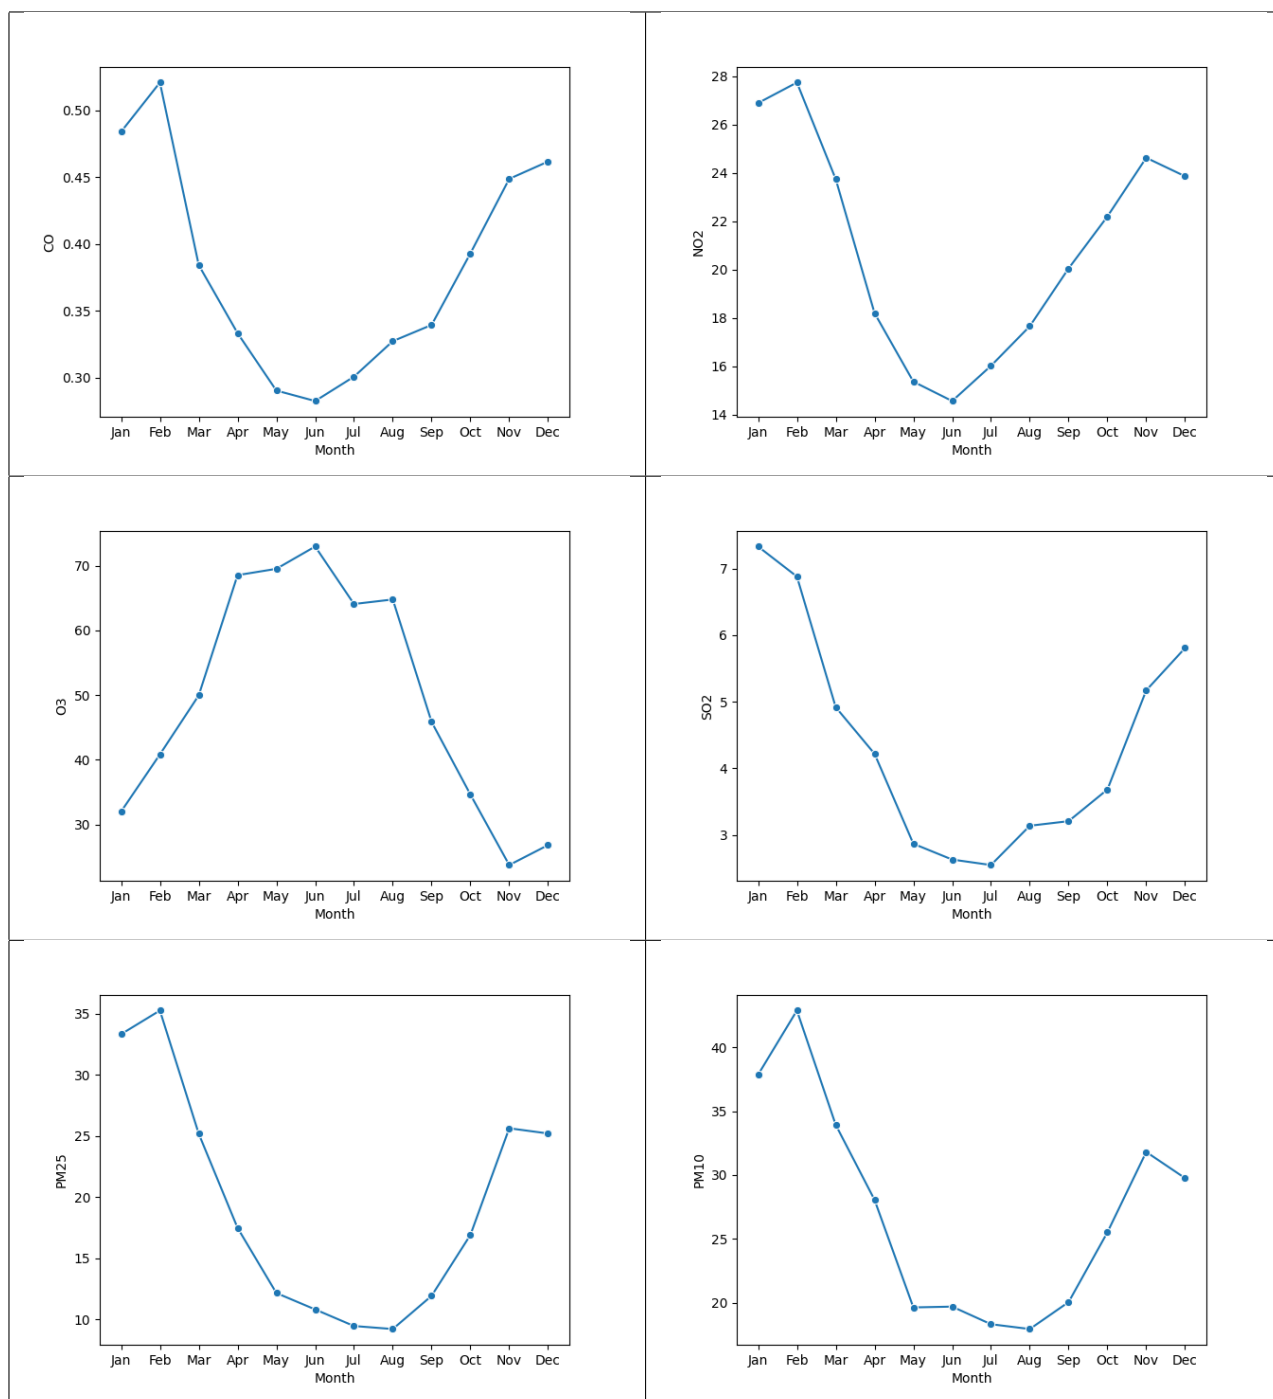 0.50
0.45
0.40
0.35
0.30
CO
Jan Feb Mar Apr May Jun Jul Aug Sep Oct Nov Dec
Month
28
26
24
22
20
18
16
14
NO2
Jan Feb Mar Apr May Jun Jul Aug Sep Oct Nov Dec
Month
70
60
50
40
30
O3
Jan Feb Mar Apr May Jun Jul Aug Sep Oct Nov Dec
Month
7
6
5
4
3
SO2
Jan Feb Mar Apr May Jun Jul Aug Sep Oct Nov Dec
Month
35
30
25
20
15
10
PM25
Jan Feb Mar Apr May Jun Jul Aug Sep Oct Nov Dec
Month
40
35
30
25
20
PM10
Jan Feb Mar Apr May Jun Jul Aug Sep Oct Nov Dec
Month